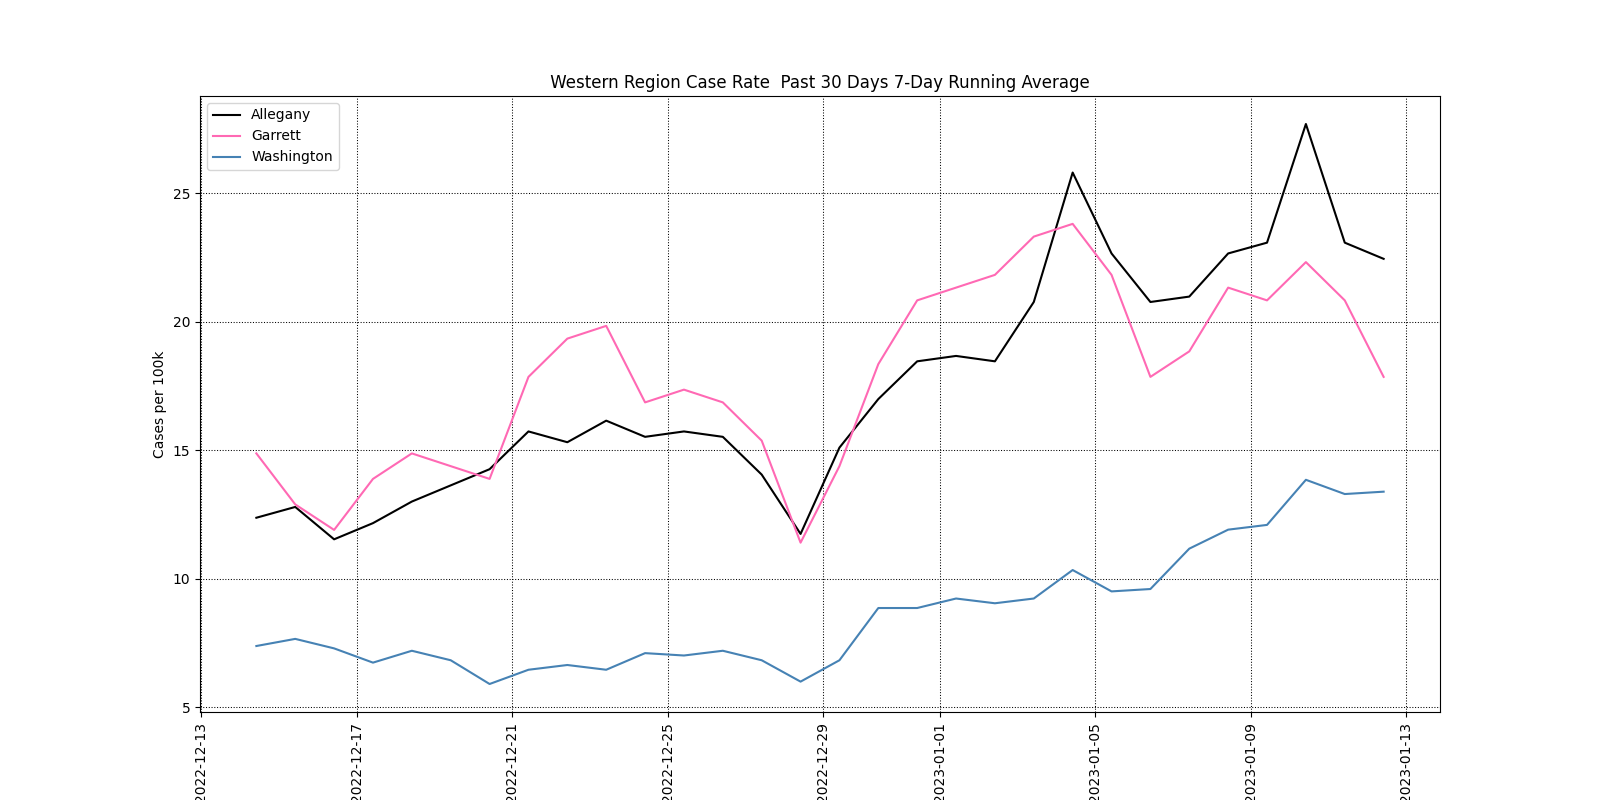 Western Region Case Rate  Past 30 Days 7-Day Running Average
Allegany
Garrett
Washington
Cases per 100k
25
20
15
10
5
2022-12-13
2022-12-17
2022-12-21
2022-12-25
2022-12-29
2023-01-01
2023-01-05
2023-01-09
2023-01-13